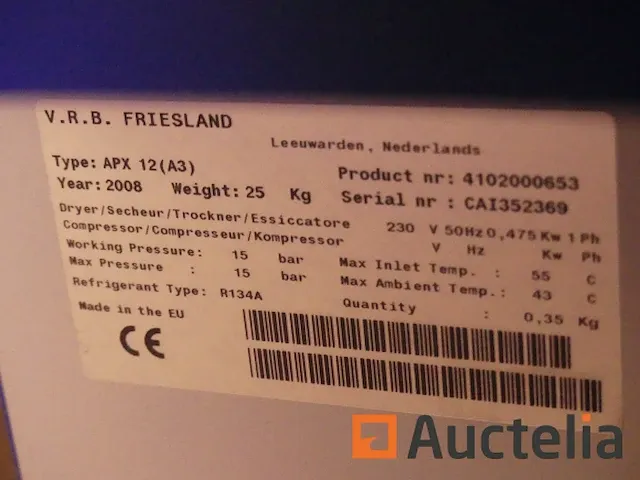 V.R.B. FRIESLAND
Leeuwarden, Nederlands
Type: APX 12(A3)
Product nr: 4102000653
Year: 2008 Weight: 25 Kg
Serial nr : CAI352369
Dryer/Secheur/Trockner/Essiccatore 230 V 50Hz 0,475 Kw 1 Ph
Compressor/Compresseur/Kompressor V Hz Kw Ph
Working Pressure: 15 bar
Max Inlet Temp. : 55 C
Max Pressure : 15 bar
Max Ambient Temp.: 43 C
Refrigerant Type: R134A
Quantity : 0,35 Kg
Made in the EU
CE
Auctelia